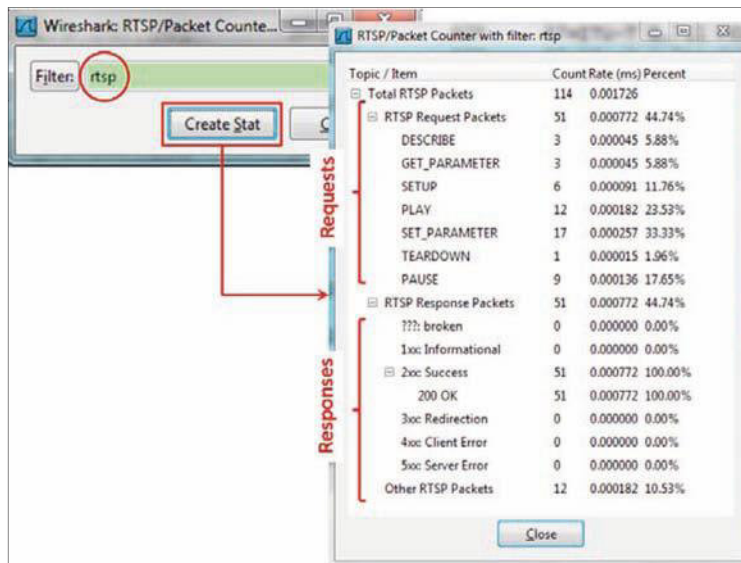 Wireshark: RTSP/Packet Counte...
Filter: rtsp
Create Stat
C
RTSP/Packet Counter with filter: rtsp
Topic / Item Count Rate (ms) Percent
Total RTSP Packets 114 0.001726
RTSP Request Packets 51 0.000772 44.74%
DESCRIBE 3 0.000045 5.88%
GET_PARAMETER 3 0.000045 5.88%
SETUP 6 0.000091 11.76%
PLAY 12 0.000182 23.53%
SET_PARAMETER 17 0.000257 33.33%
TEARDOWN 1 0.000015 1.96%
PAUSE 9 0.000136 17.65%
RTSP Response Packets 51 0.000772 44.74%
???: broken 0 0.000000 0.00%
1xx: Informational 0 0.000000 0.00%
2xx: Success 51 0.000772 100.00%
200 OK 51 0.000772 100.00%
3xx: Redirection 0 0.000000 0.00%
4xx: Client Error 0 0.000000 0.00%
5xx: Server Error 0 0.000000 0.00%
Other RTSP Packets 12 0.000182 10.53%
Close
Requests
Responses